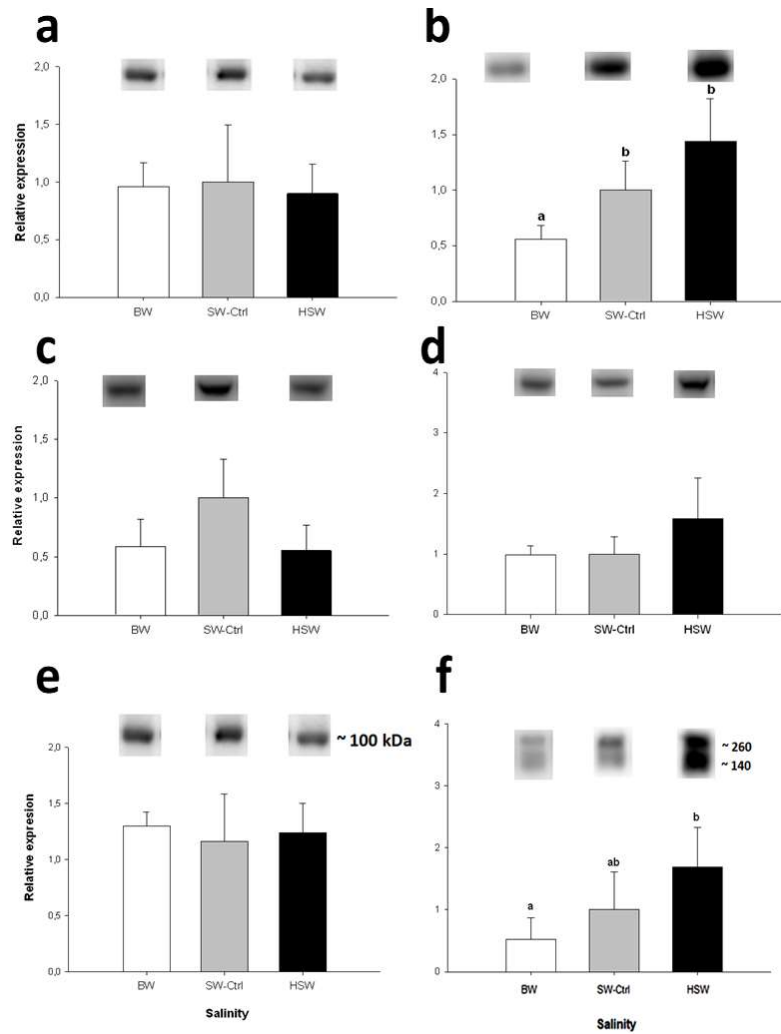 a
2,0
1,5
1,0
0,5
0,0
Relative expression
BW SW-Ctrl HSW
b
2,0
1,5
1,0
0,5
0,0
a
b
b
BW SW-Ctrl HSW
c
2,0
1,5
1,0
0,5
0,0
Relative expression
BW SW-Ctrl HSW
d
4
3
2
1
0
BW SW-Ctrl HSW
e
~ 100 kDa
2,0
1,5
1,0
0,5
0,0
Relative expresion
BW SW-Ctrl HSW
Salinity
f
~ 260
~ 140
4
3
2
1
0
a
ab
b
BW SW-Ctrl HSW
Salinity